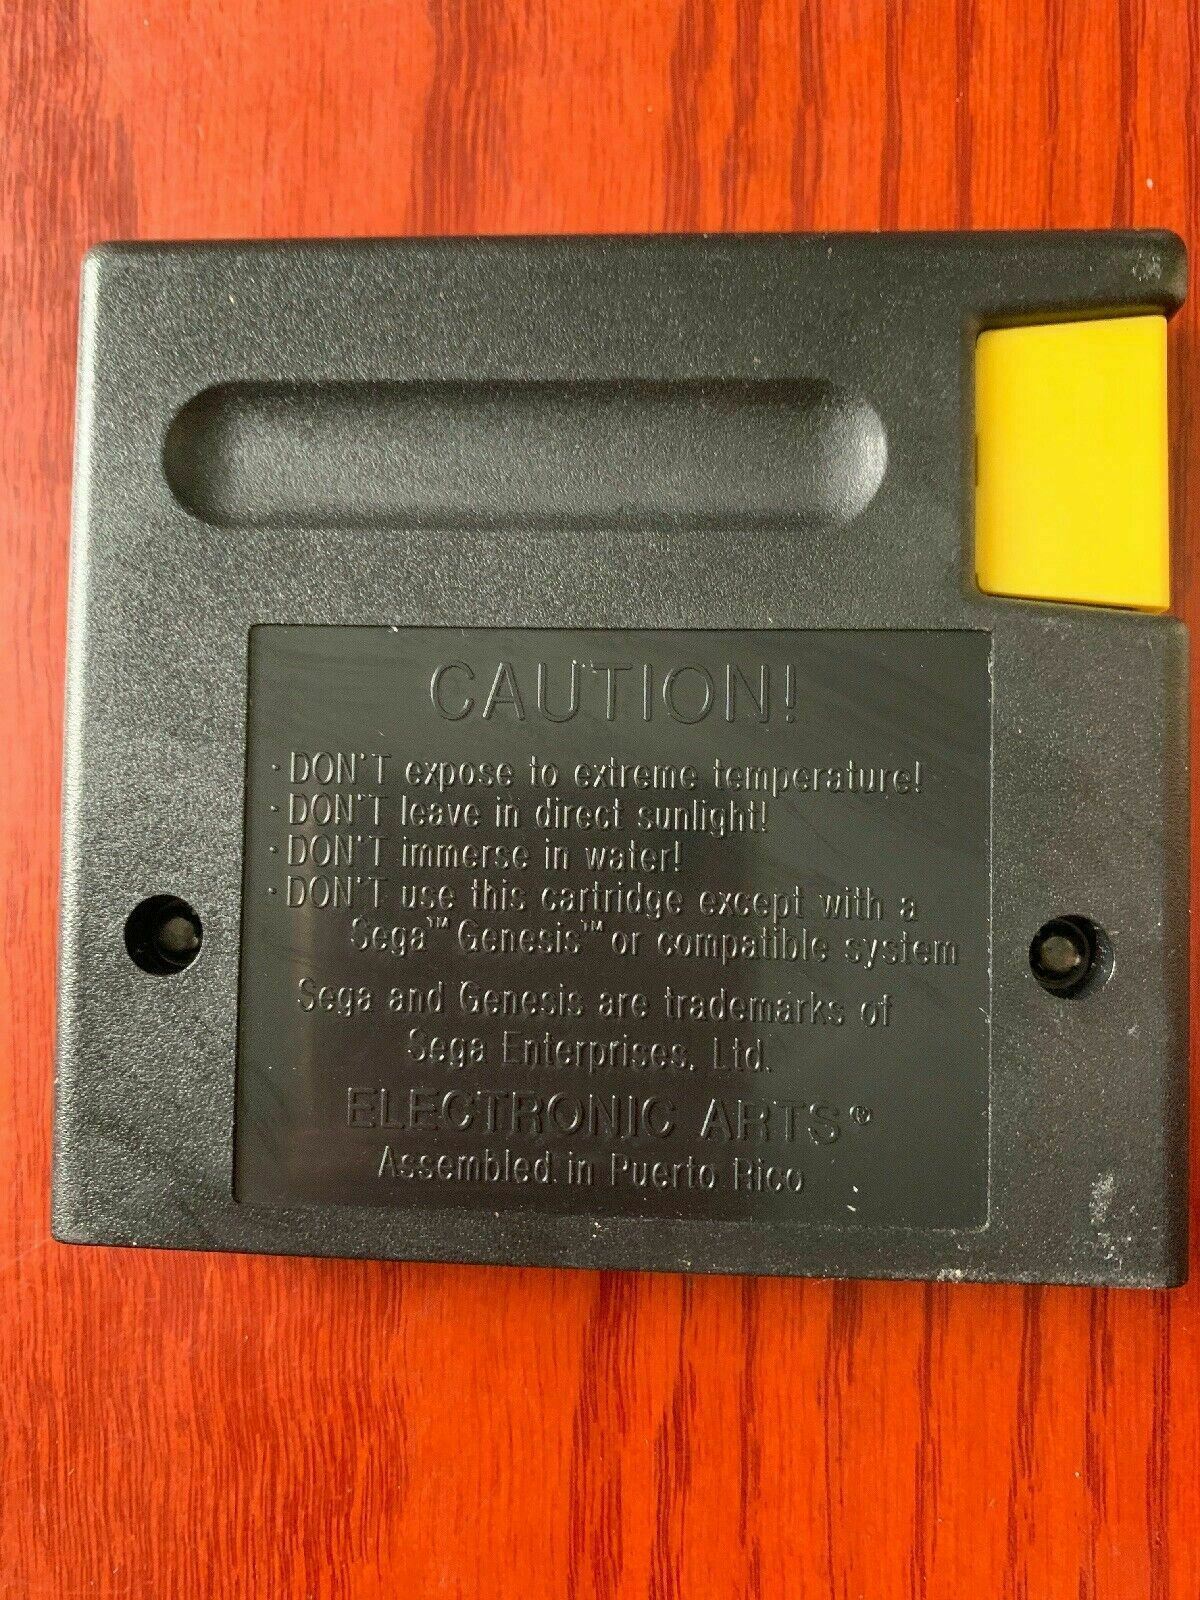 CAUTION!
·DON'T expose to extreme temperature!
·DON'T leave in direct sunlight!
·DON'T immerse in water!
·DON'T use this cartridge except with a
Sega™ Genesis™ or compatible system
Sega and Genesis are trademarks of
Sega Enterprises, Ltd.
ELECTRONIC ARTS®
Assembled in Puerto Rico